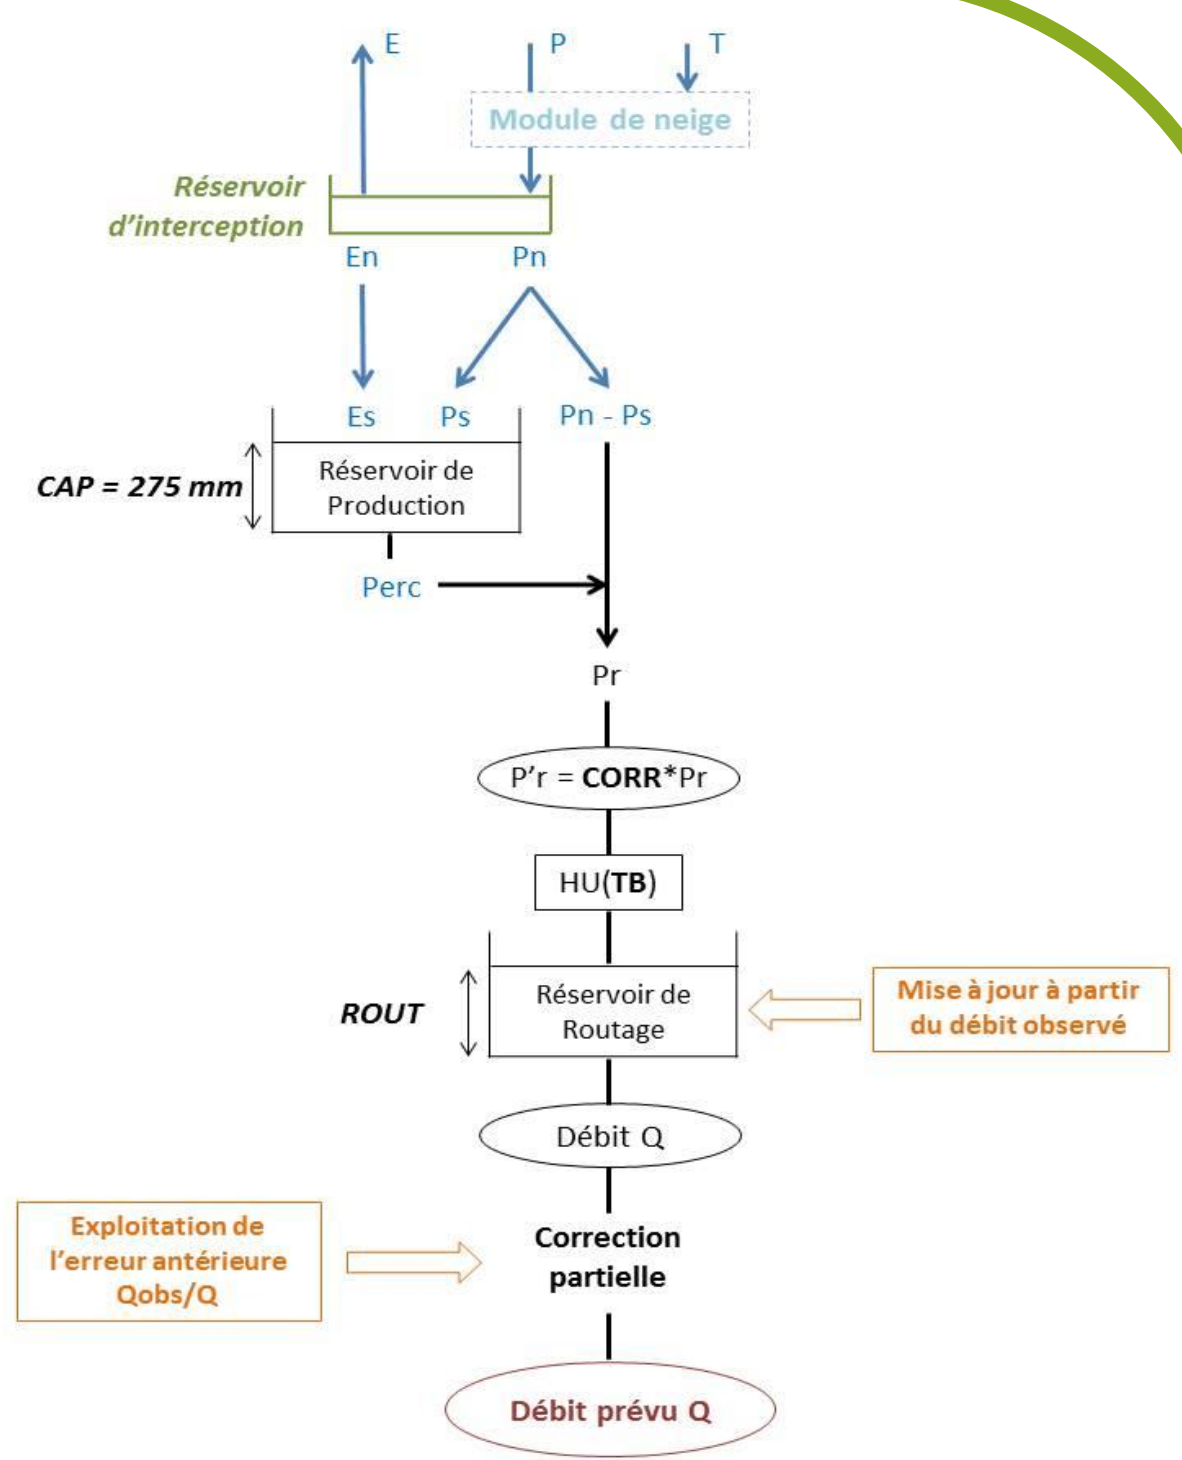 E
P
T
Module de neige
Réservoir
d'interception
En
Pn
Es
Ps
Pn - Ps
CAP = 275 mm
Réservoir de
Production
Perc
Pr
P'r = CORR*Pr
HU(TB)
ROUT
Réservoir de
Routage
Mise à jour à partir
du débit observé
Débit Q
Exploitation de
l'erreur antérieure
Qobs/Q
Correction
partielle
Débit prévu Q